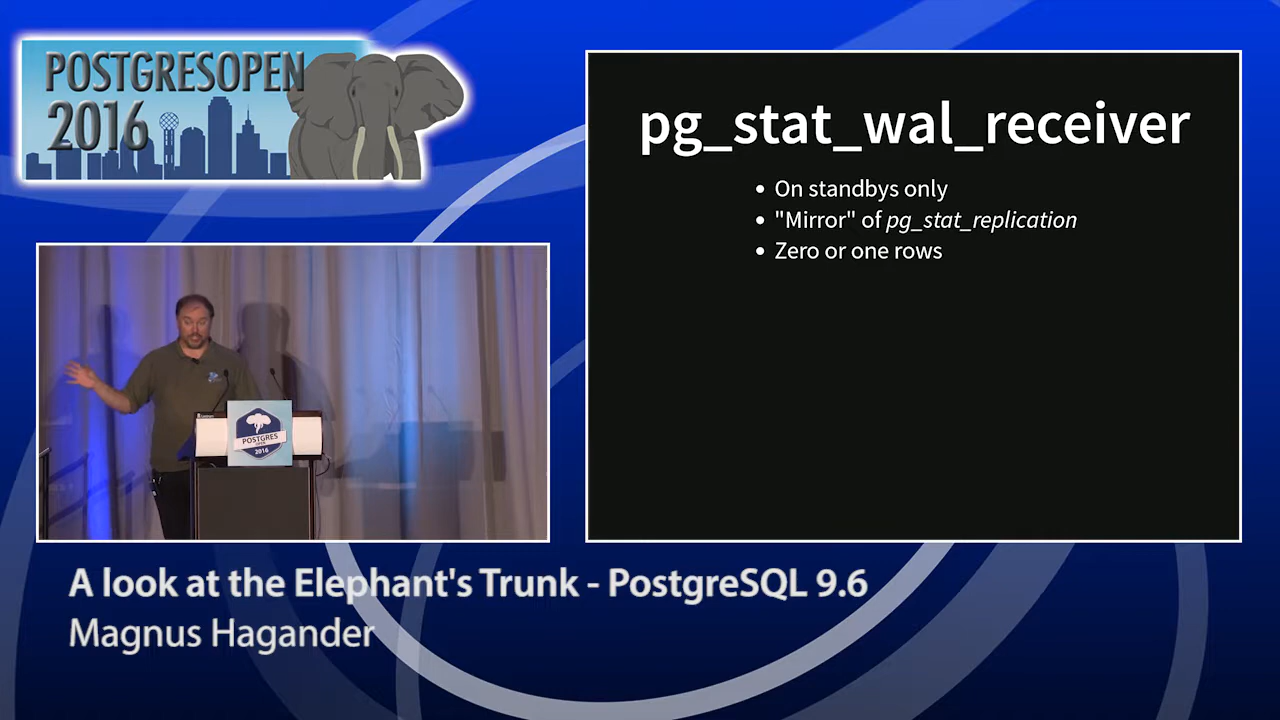 POSTGRESOPEN
2016
pg_stat_wal_receiver
• On standbys only
• "Mirror" of pg_stat_replication
• Zero or one rows
POSTGRES
OPEN
2016
A look at the Elephant's Trunk - PostgreSQL 9.6
Magnus Hagander